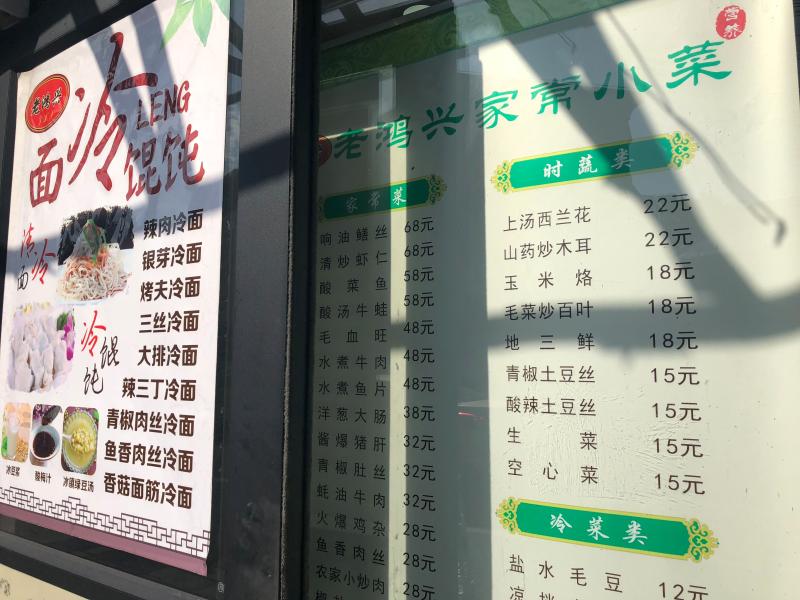 老鸿兴
冷
LENG
面
馄饨
冷
面
冷
馄
饨
辣肉冷面
银芽冷面
烤夫冷面
三丝冷面
大排冷面
辣三丁冷面
青椒肉丝冷面
鱼香肉丝冷面
香菇面筋冷面
冰豆浆
酸梅汁
冰镇绿豆汤
老鸿兴家常小菜
家常菜
响油鳝丝 68元
清炒虾仁 68元
酸菜鱼 58元
酸汤牛蛙 58元
毛血旺 48元
水煮牛肉 48元
水煮鱼片 48元
洋葱大肠 38元
酱爆猪肝 32元
青椒肚丝 32元
蚝油牛肉 32元
火爆鸡杂 28元
鱼香肉丝 28元
农家小炒肉 28元
时蔬类
上汤西兰花 22元
山药炒木耳 22元
玉米烙 18元
毛菜炒百叶 18元
地三鲜 18元
青椒土豆丝 15元
酸辣土豆丝 15元
生菜 15元
空心菜 15元
冷菜类
盐水毛豆 12元